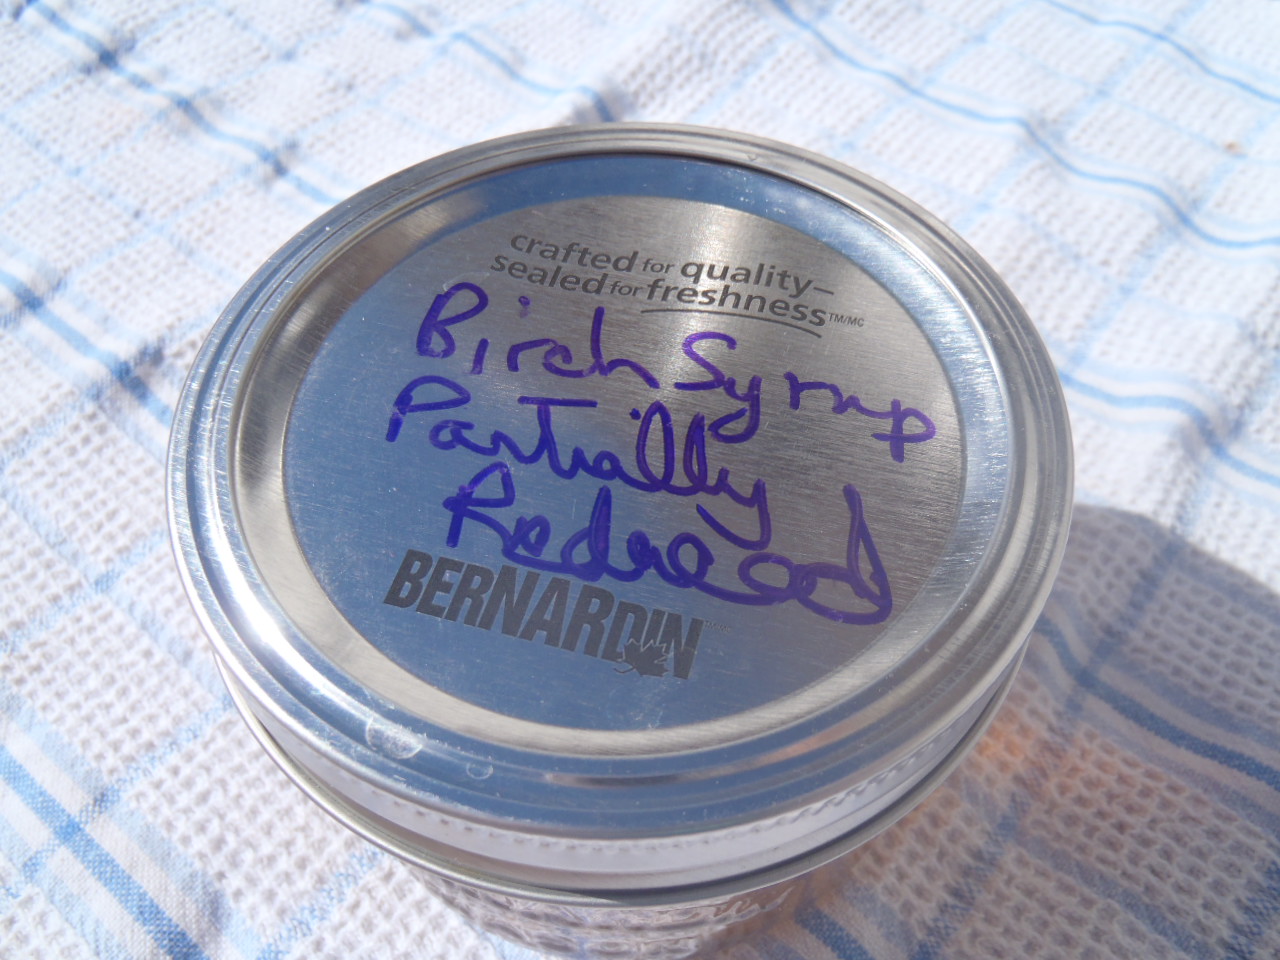 crafted for quality–
sealed for freshness™/MC
Birch Syrup
Partially
Reduced
BERNARDIN